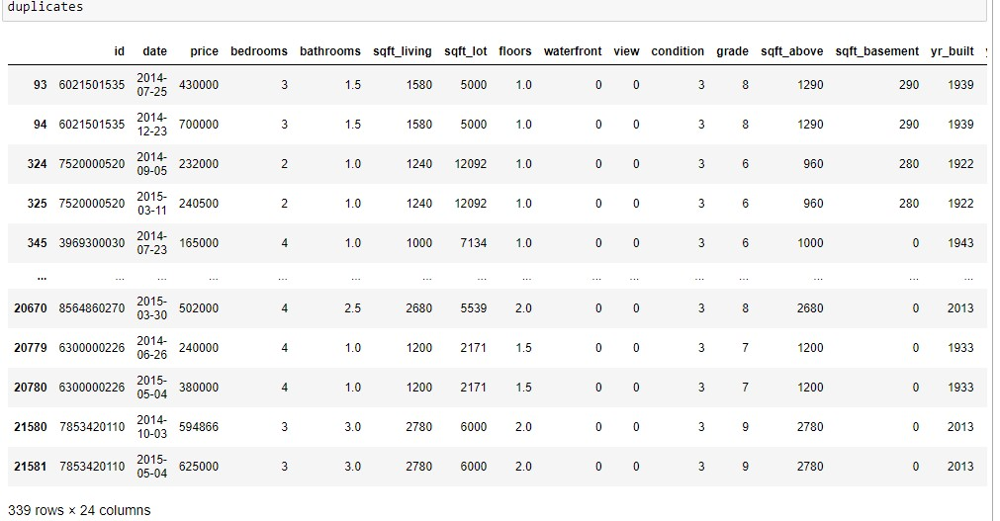 duplicates
id date price bedrooms bathrooms sqft_living sqft_lot floors waterfront view condition grade sqft_above sqft_basement yr_built
93 6021501535 2014-07-25 430000 3 1.5 1580 5000 1.0 0 0 3 8 1290 290 1939
94 6021501535 2014-12-23 700000 3 1.5 1580 5000 1.0 0 0 3 8 1290 290 1939
324 7520000520 2014-09-05 232000 2 1.0 1240 12092 1.0 0 0 3 6 960 280 1922
325 7520000520 2015-03-11 240500 2 1.0 1240 12092 1.0 0 0 3 6 960 280 1922
345 3969300030 2014-07-23 165000 4 1.0 1000 7134 1.0 0 0 3 6 1000 0 1943
... ... ... ... ... ... ... ... ... ... ... ... ... ... ... ...
20670 8564860270 2015-03-30 502000 4 2.5 2680 5539 2.0 0 0 3 8 2680 0 2013
20779 6300000226 2014-06-26 240000 4 1.0 1200 2171 1.5 0 0 3 7 1200 0 1933
20780 6300000226 2015-05-04 380000 4 1.0 1200 2171 1.5 0 0 3 7 1200 0 1933
21580 7853420110 2014-10-03 594866 3 3.0 2780 6000 2.0 0 0 3 9 2780 0 2013
21581 7853420110 2015-05-04 625000 3 3.0 2780 6000 2.0 0 0 3 9 2780 0 2013
339 rows × 24 columns